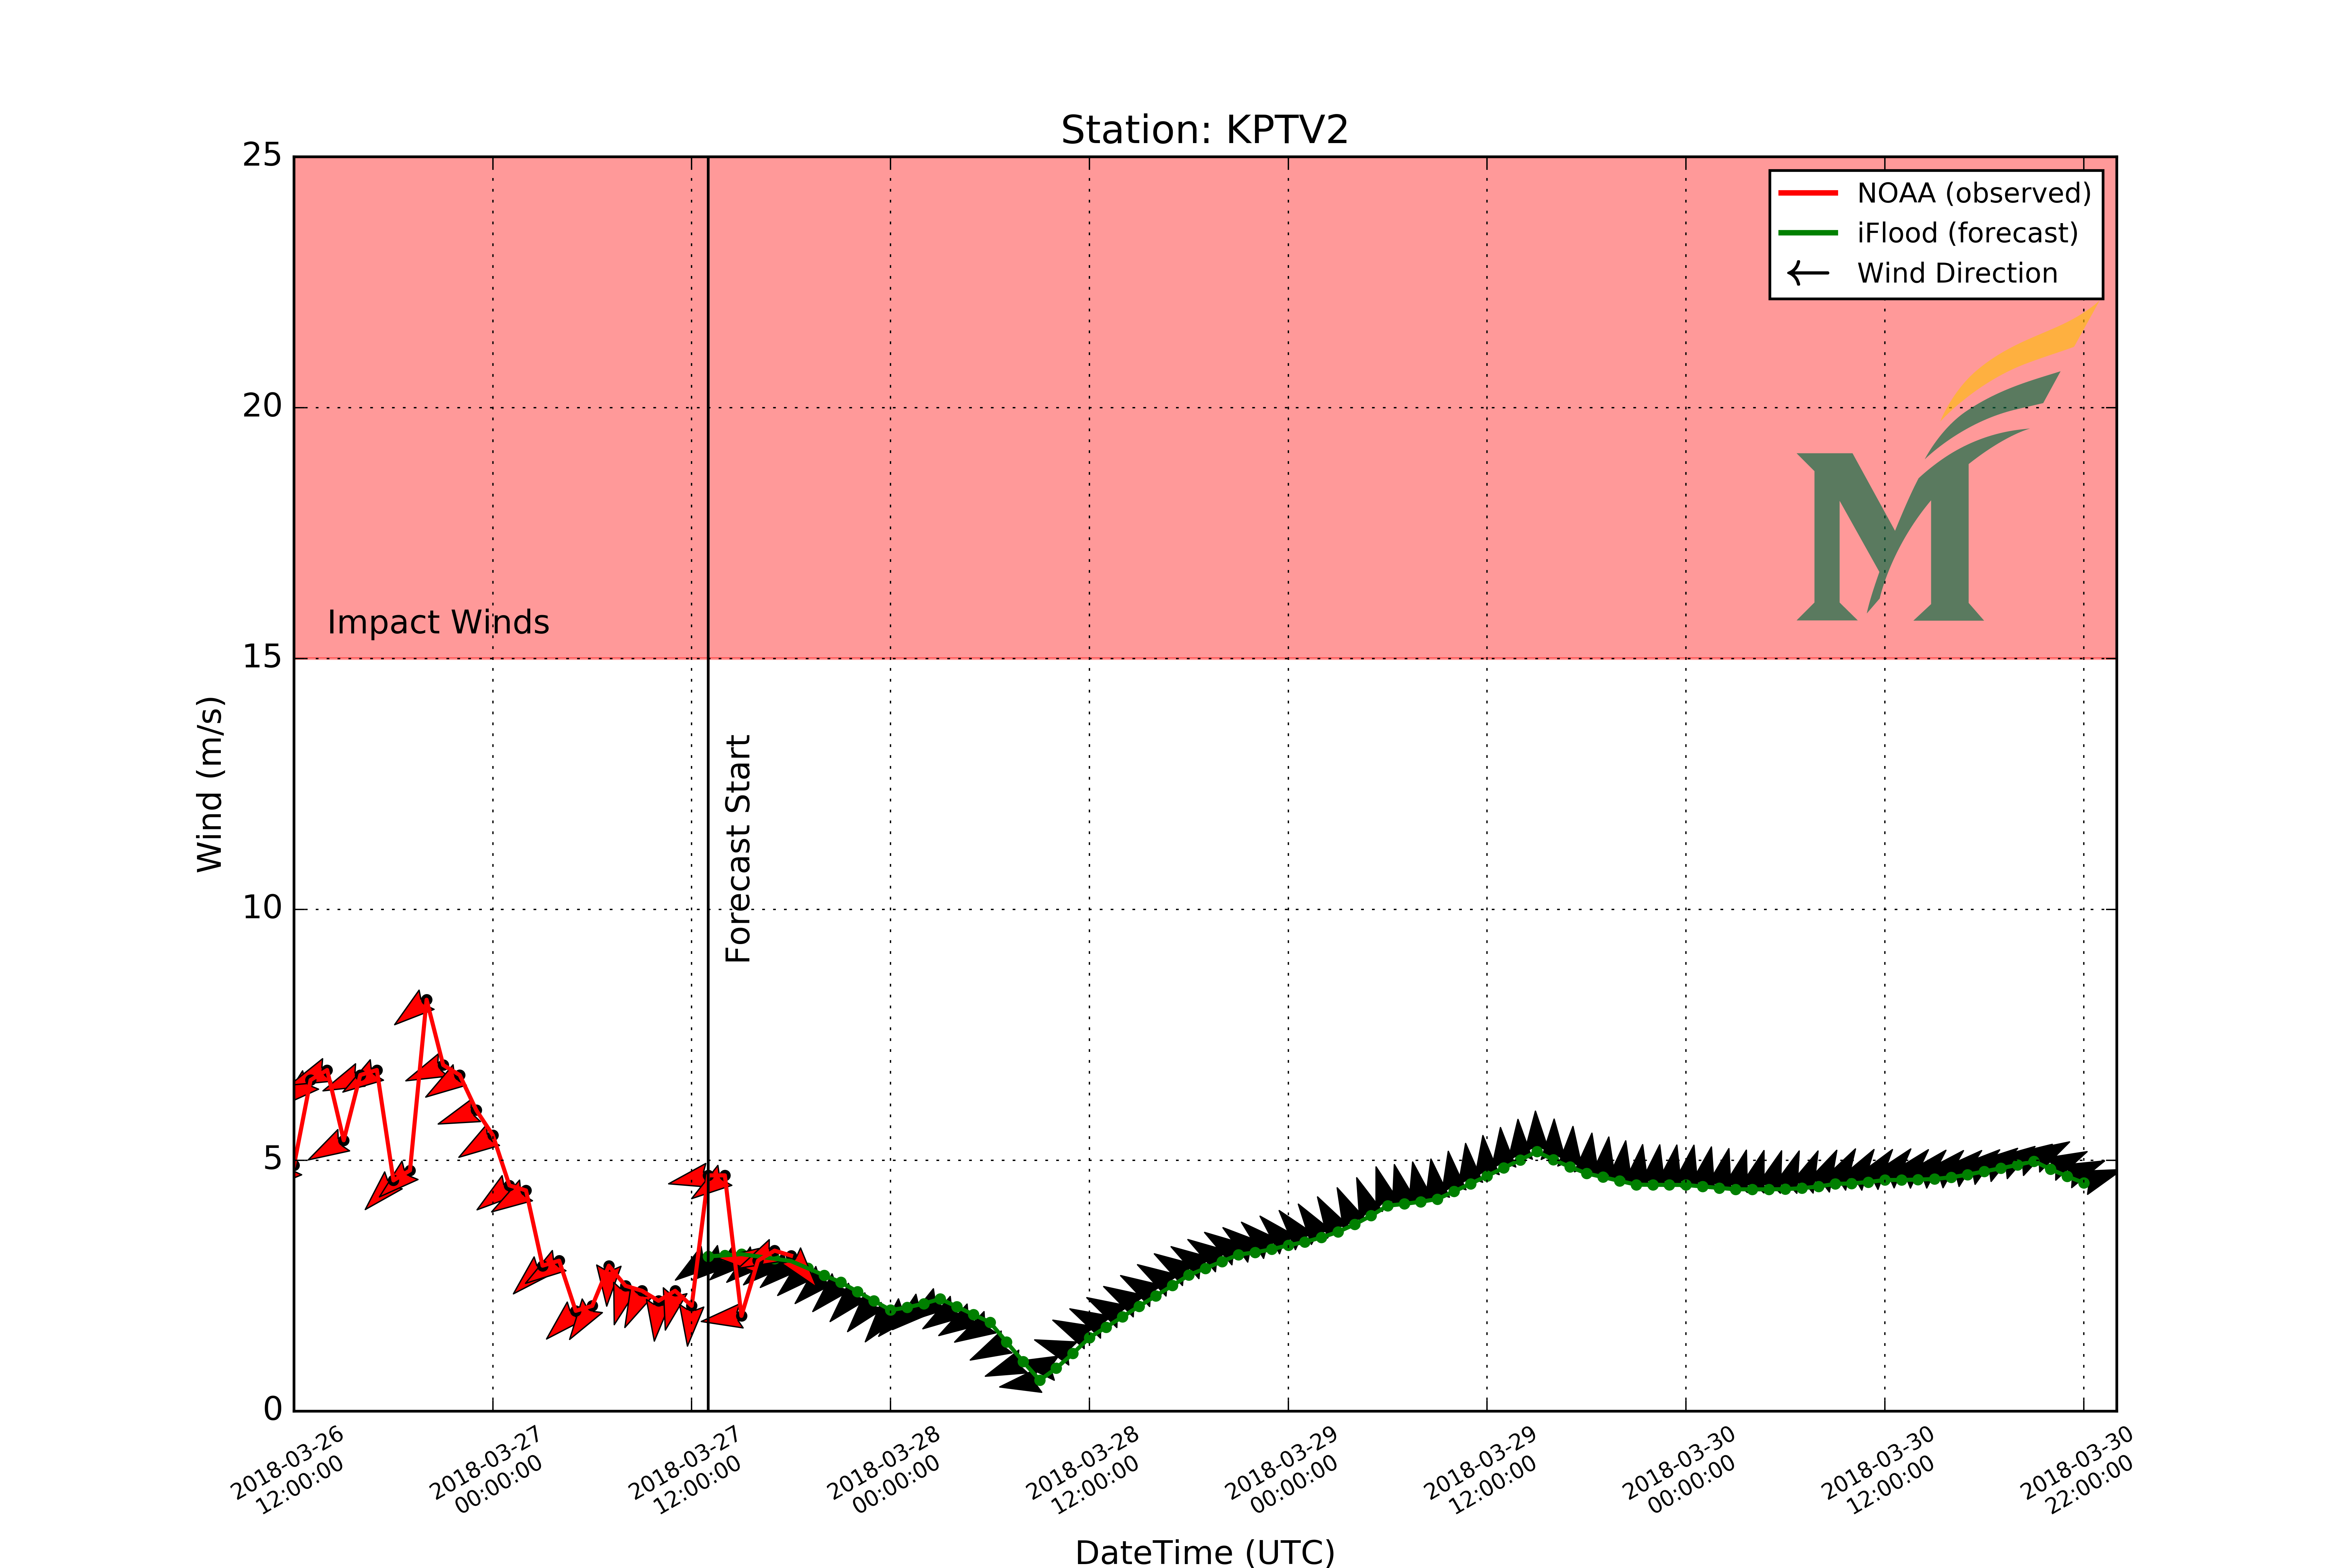 Station: KPTV2
25
20
15
10
5
0
Wind (m/s)
NOAA (observed)
iFlood (forecast)
Wind Direction
M
Impact Winds
Forecast Start
2018-03-26
12:00:00
2018-03-27
00:00:00
2018-03-27
12:00:00
2018-03-28
00:00:00
2018-03-28
12:00:00
2018-03-29
00:00:00
2018-03-29
12:00:00
2018-03-30
00:00:00
2018-03-30
12:00:00
2018-03-30
22:00:00
DateTime (UTC)